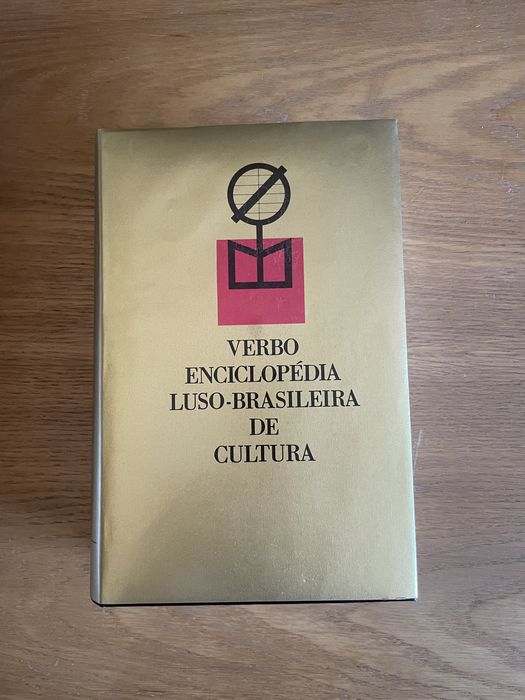 VERBO
ENCICLOPÉDIA
LUSO-BRASILEIRA
DE
CULTURA